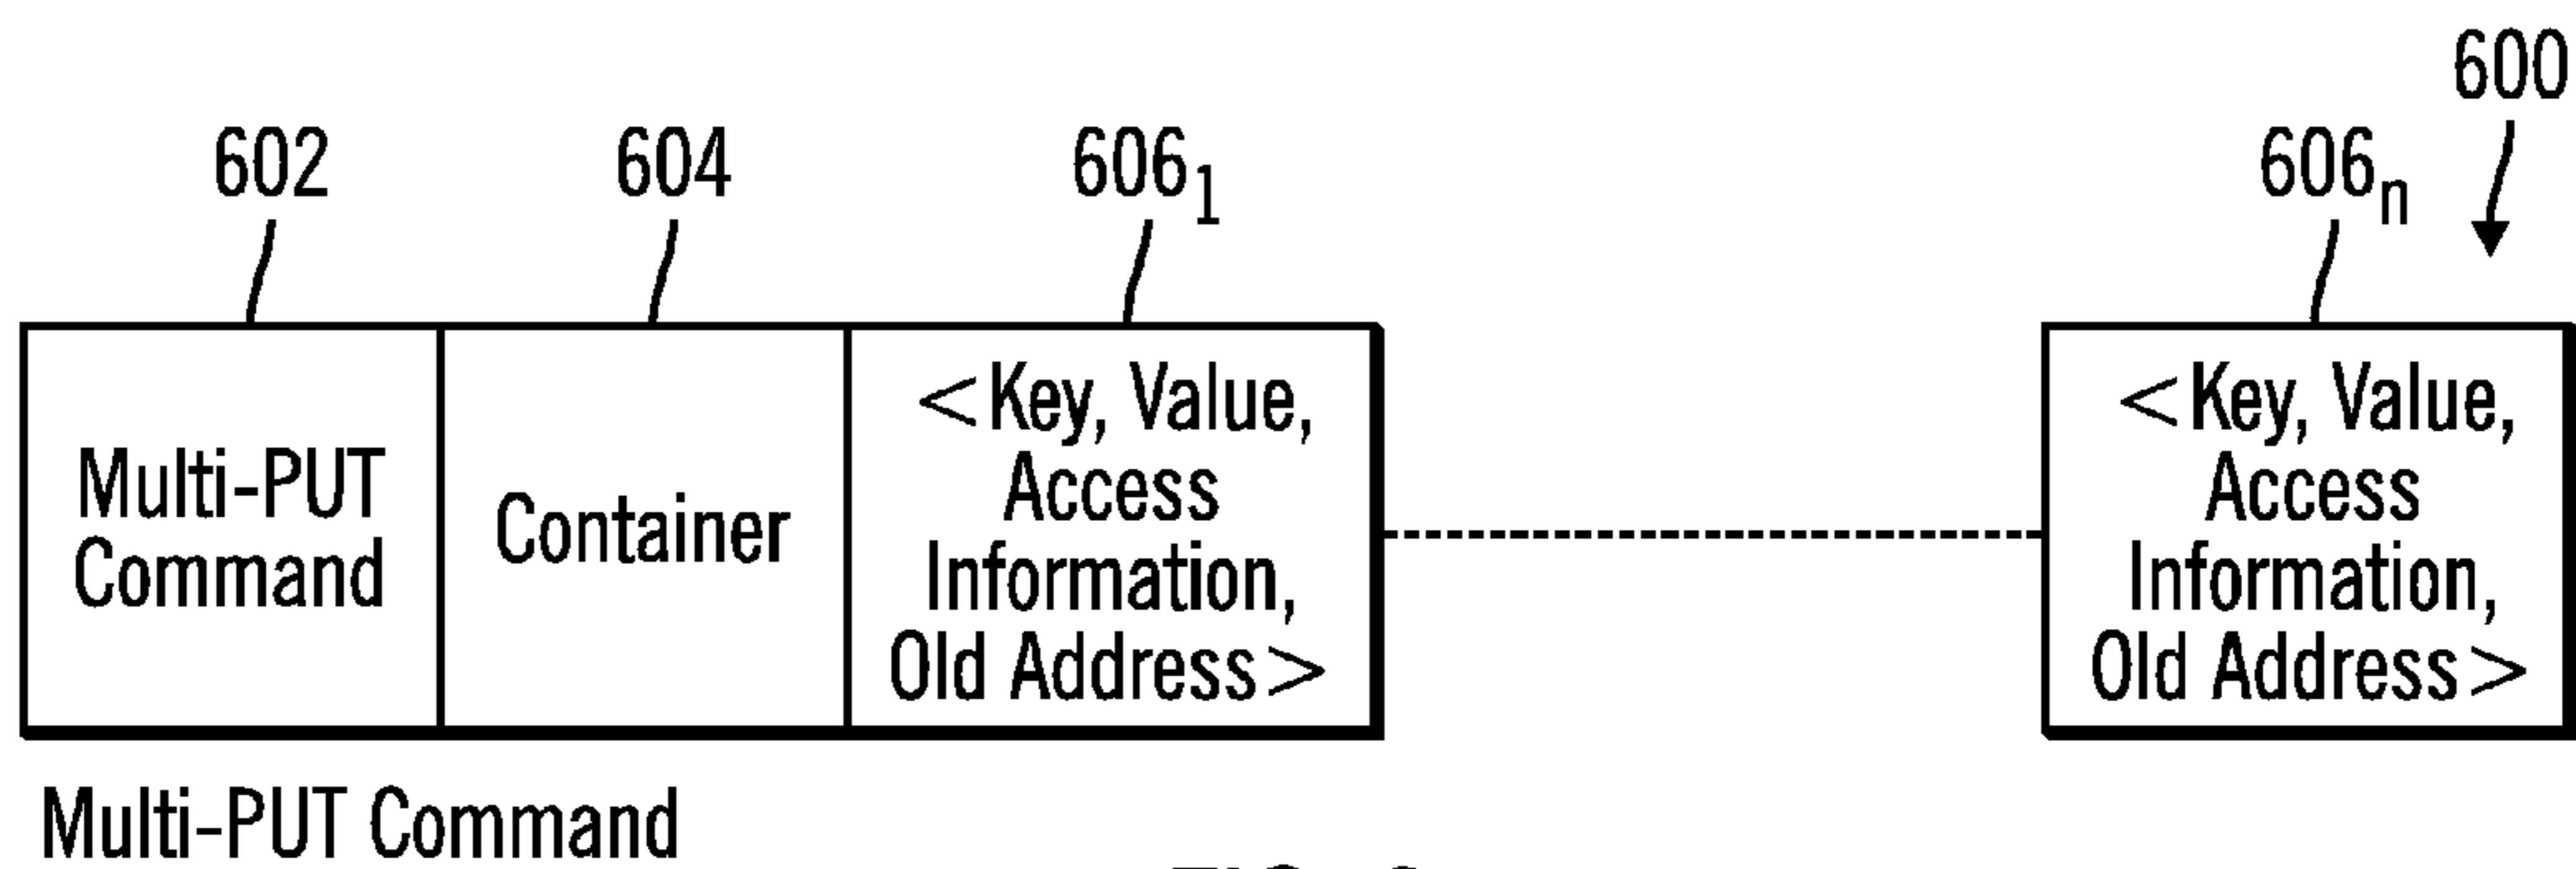 600
602 604 606₁ 606ₙ
Multi-PUT
Command
Container
<Key, Value,
Access
Information,
Old Address>
<Key, Value,
Access
Information,
Old Address>
Multi-PUT Command